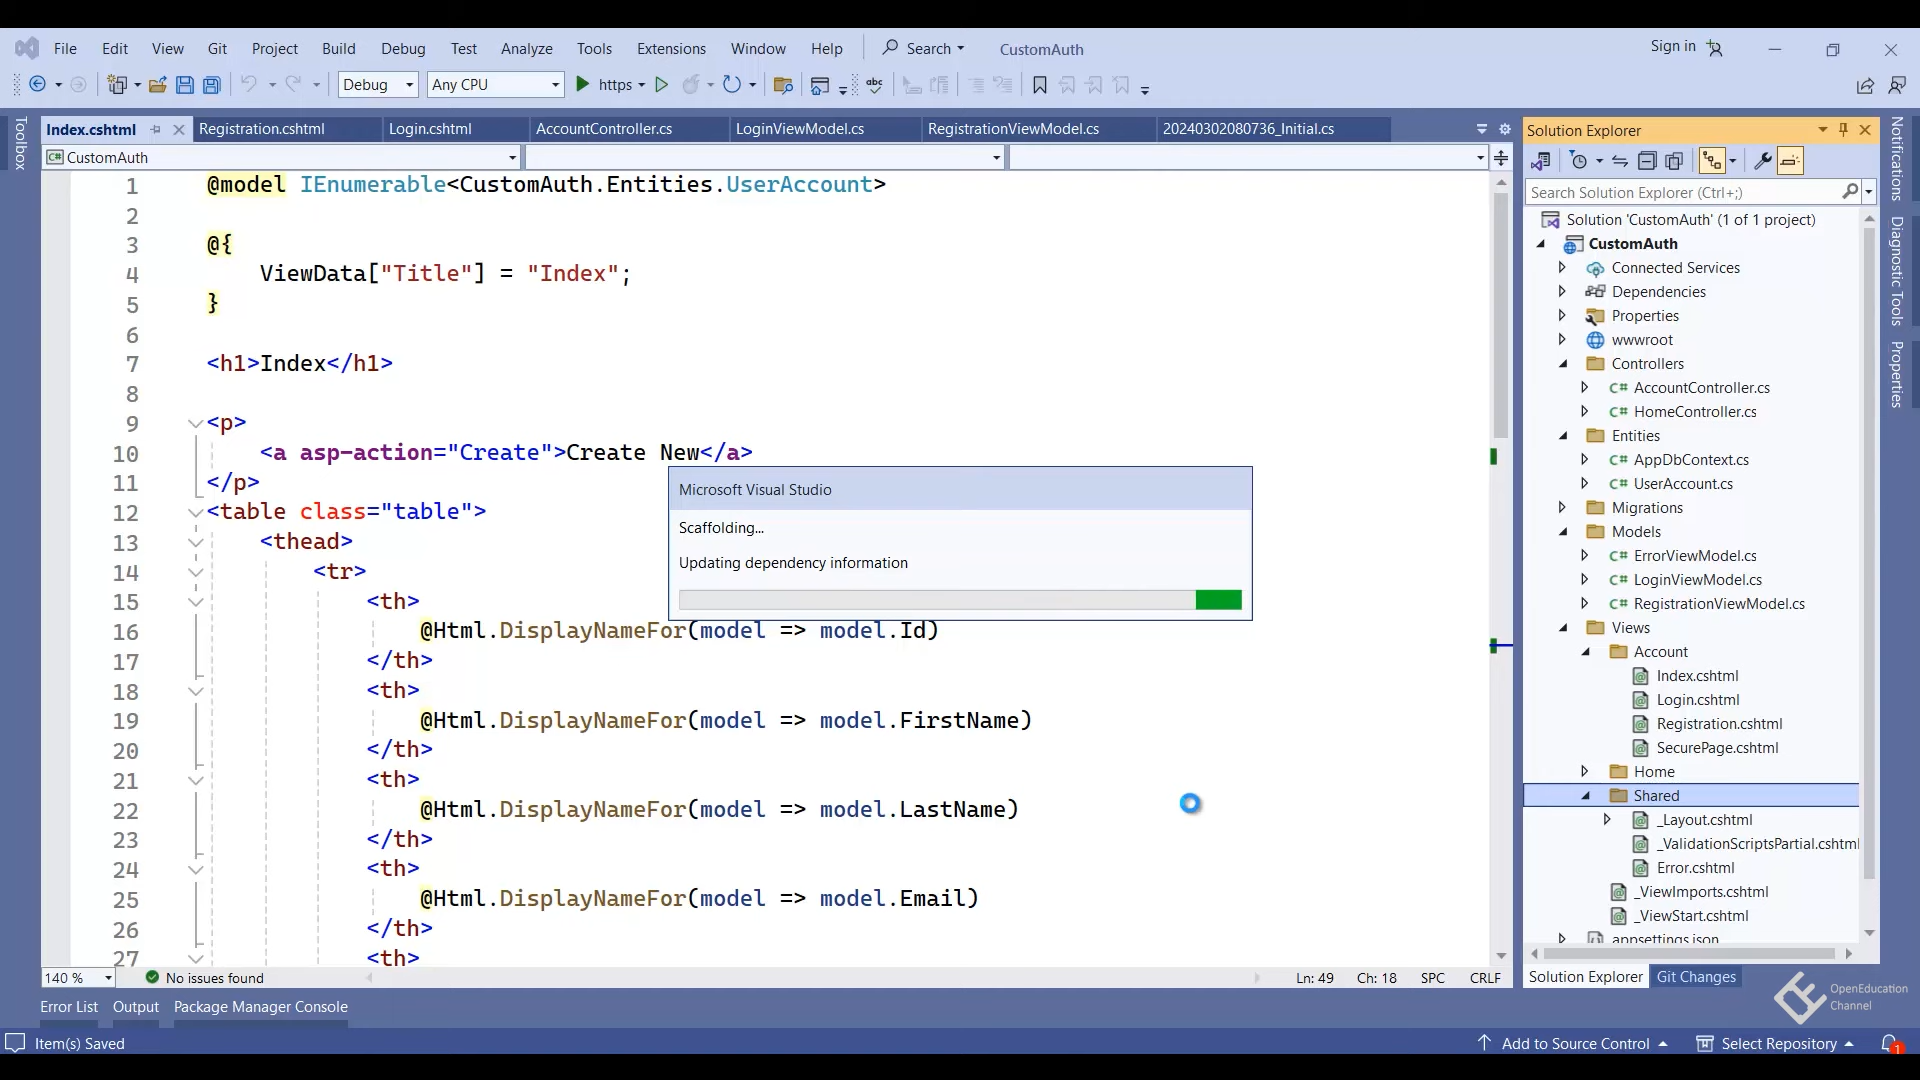 File Edit View Git Project Build Debug Test Analyze Tools Extensions Window Help Search CustomAuth Sign in
Debug Any CPU https abc
Toolbox
Index.cshtml Registration.cshtml Login.cshtml AccountController.cs LoginViewModel.cs RegistrationViewModel.cs 20240302080736_Initial.cs
C# CustomAuth
1 @model IEnumerable<CustomAuth.Entities.UserAccount>
2
3 @{
4 ViewData["Title"] = "Index";
5 }
6
7 <h1>Index</h1>
8
9 <p>
10 <a asp-action="Create">Create New</a>
11 </p>
12 <table class="table">
13 <thead>
14 <tr>
15 <th>
16 @Html.DisplayNameFor(model => model.Id)
17 </th>
18 <th>
19 @Html.DisplayNameFor(model => model.FirstName)
20 </th>
21 <th>
22 @Html.DisplayNameFor(model => model.LastName)
23 </th>
24 <th>
25 @Html.DisplayNameFor(model => model.Email)
26 </th>
27 <th>
Microsoft Visual Studio
Scaffolding...
Updating dependency information
140 % No issues found Ln: 49 Ch: 18 SPC CRLF
Solution Explorer
Search Solution Explorer (Ctrl+;)
Solution 'CustomAuth' (1 of 1 project)
CustomAuth
Connected Services
Dependencies
Properties
wwwroot
Controllers
C# AccountController.cs
C# HomeController.cs
Entities
C# AppDbContext.cs
C# UserAccount.cs
Migrations
Models
C# ErrorViewModel.cs
C# LoginViewModel.cs
C# RegistrationViewModel.cs
Views
Account
Index.cshtml
Login.cshtml
Registration.cshtml
SecurePage.cshtml
Home
Shared
_Layout.cshtml
_ValidationScriptsPartial.cshtml
Error.cshtml
_ViewImports.cshtml
_ViewStart.cshtml
appsettings.json
Solution Explorer Git Changes
Notifications
Diagnostic Tools
Properties
OpenEducation
Channel
Error List Output Package Manager Console
Item(s) Saved Add to Source Control Select Repository 1